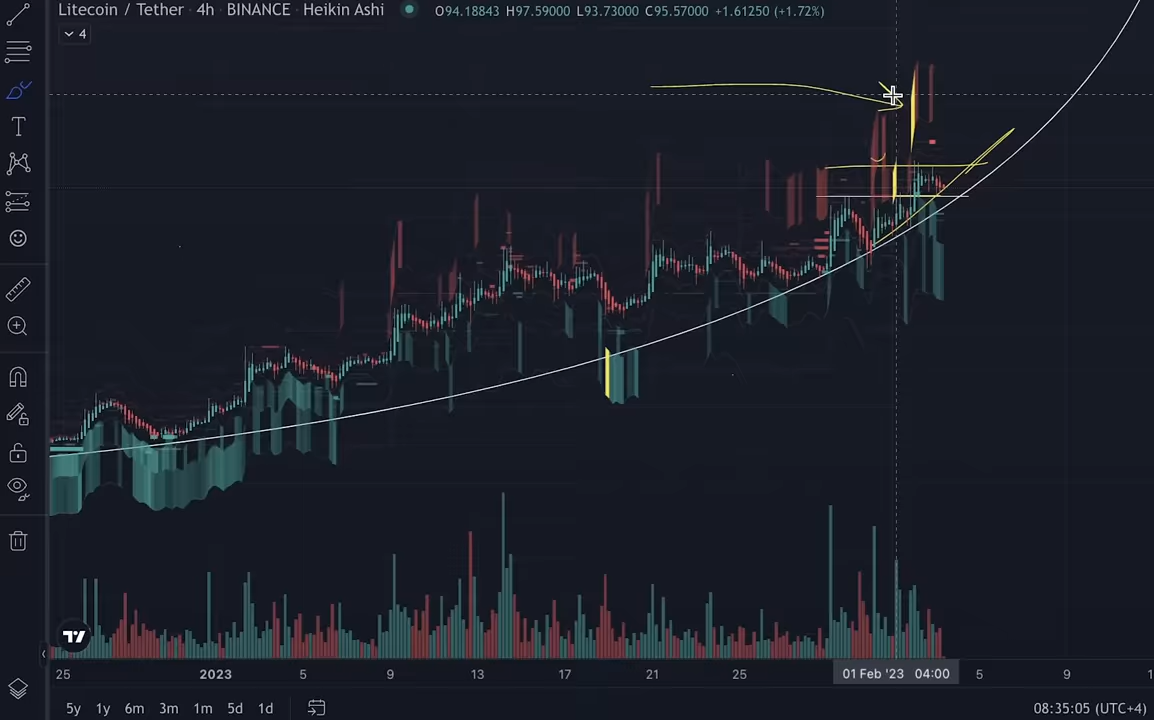 Litecoin / Tether · 4h · BINANCE · Heikin Ashi O94.18843 H97.59000 L93.73000 C95.57000 +1.61250 (+1.72%)
4
25 2023 5 9 13 17 21 25 01 Feb '23 04:00 5 9 1
5y 1y 6m 3m 1m 5d 1d 08:35:05 (UTC+4)